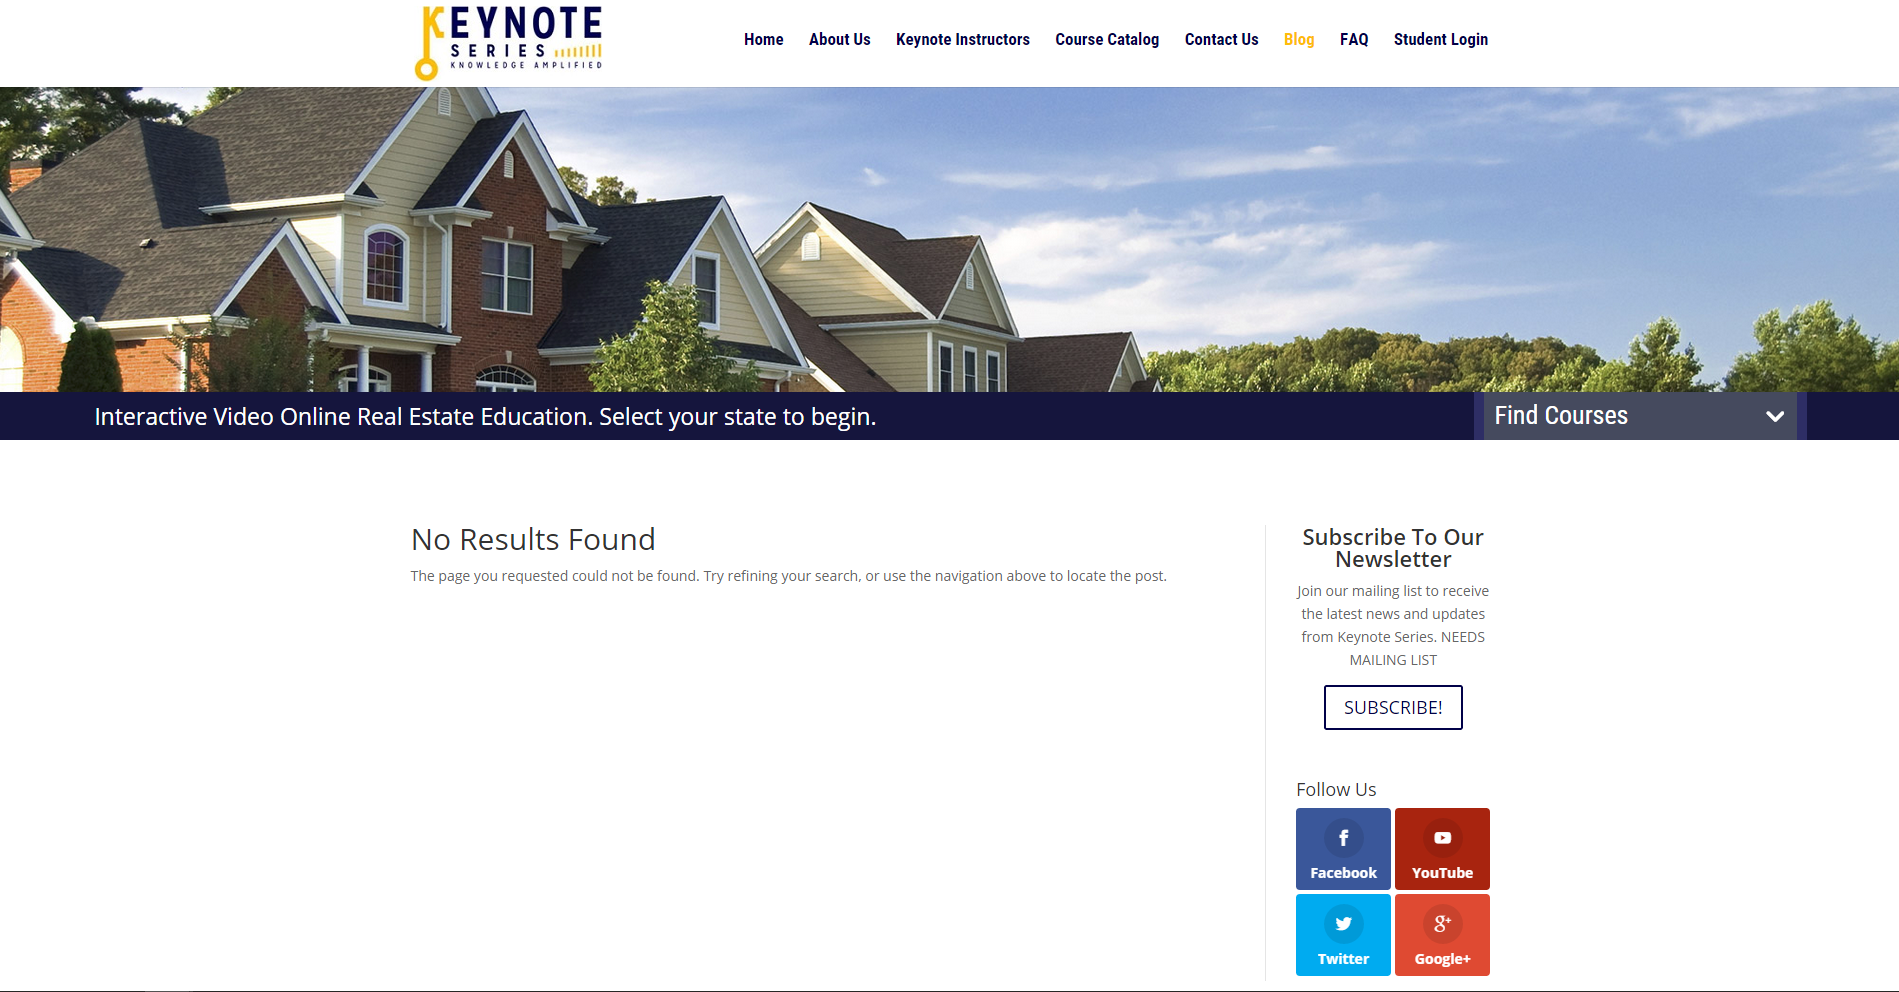 KEYNOTE
SERIES
KNOWLEDGE AMPLIFIED
Home About Us Keynote Instructors Course Catalog Contact Us Blog FAQ Student Login
Interactive Video Online Real Estate Education. Select your state to begin.
Find Courses
No Results Found
The page you requested could not be found. Try refining your search, or use the navigation above to locate the post.
Subscribe To Our
Newsletter
Join our mailing list to receive
the latest news and updates
from Keynote Series. NEEDS
MAILING LIST
SUBSCRIBE!
Follow Us
Facebook
YouTube
Twitter
Google+